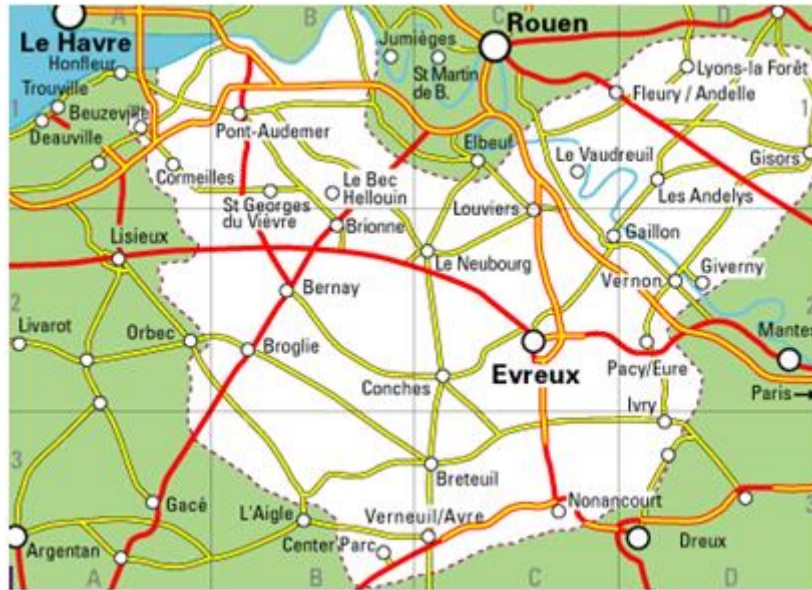 A
B
C
D
Le Havre
Rouen
Honfleur
Jumièges
St Martin
de B.
Lyons-la Forêt
Trouville
Beuzeville
Fleury / Andelle
1
Deauville
Pont-Audemer
Elbeuf
Le Vaudreuil
Gisors
Cormeilles
Le Bec
Hellouin
St Georges
du Vièvre
Louviers
Les Andelys
Brionne
Gaillon
Lisieux
Le Neubourg
Giverny
Vernon
Bernay
2
Livarot
Orbec
Broglie
Evreux
Mantes
Pacy/Eure
Conches
Paris
Ivry
3
Breteuil
Gacé
L'Aigle
Verneuil/Avre
Nonancourt
3
Center'Parc
Dreux
Argentan
A
B
C
D